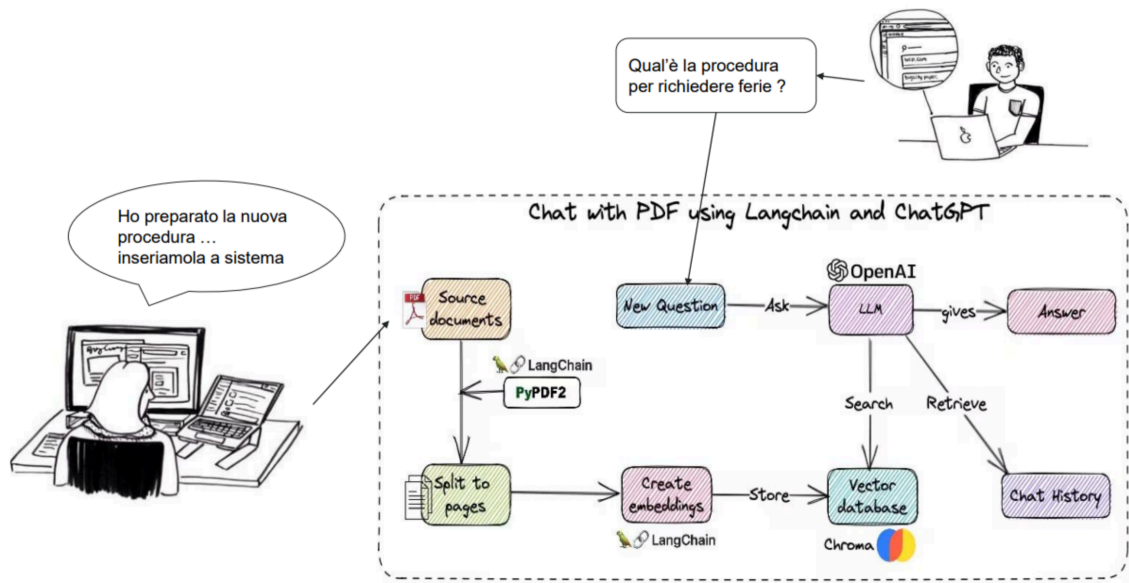 Qual'è la procedura
per richiedere ferie ?
Ho preparato la nuova
procedura …
inseriamola a sistema
Chat with PDF using Langchain and ChatGPT
OpenAI
PDF
Source
documents
New Question
Ask
LLM
gives
Answer
LangChain
PyPDF2
Search
Retrieve
Split to
pages
Create
embeddings
Store
Vector
database
Chat History
LangChain
Chroma